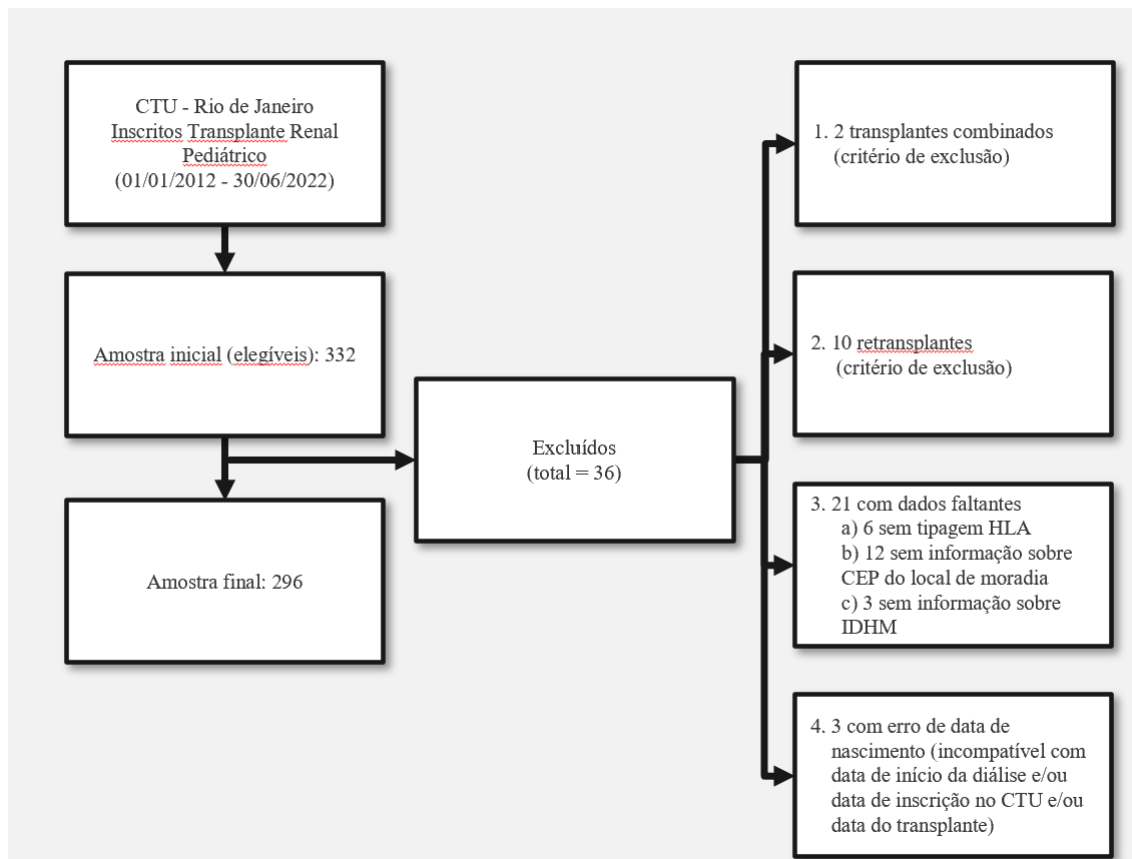 CTU - Rio de Janeiro
Inscritos Transplante Renal
Pediátrico
(01/01/2012 - 30/06/2022)
Amostra inicial (elegíveis): 332
Amostra final: 296
Excluídos
(total = 36)
1. 2 transplantes combinados
(critério de exclusão)
2. 10 retransplantes
(critério de exclusão)
3. 21 com dados faltantes
a) 6 sem tipagem HLA
b) 12 sem informação sobre
CEP do local de moradia
c) 3 sem informação sobre
IDHM
4. 3 com erro de data de
nascimento (incompatível com
data de início da diálise e/ou
data de inscrição no CTU e/ou
data do transplante)